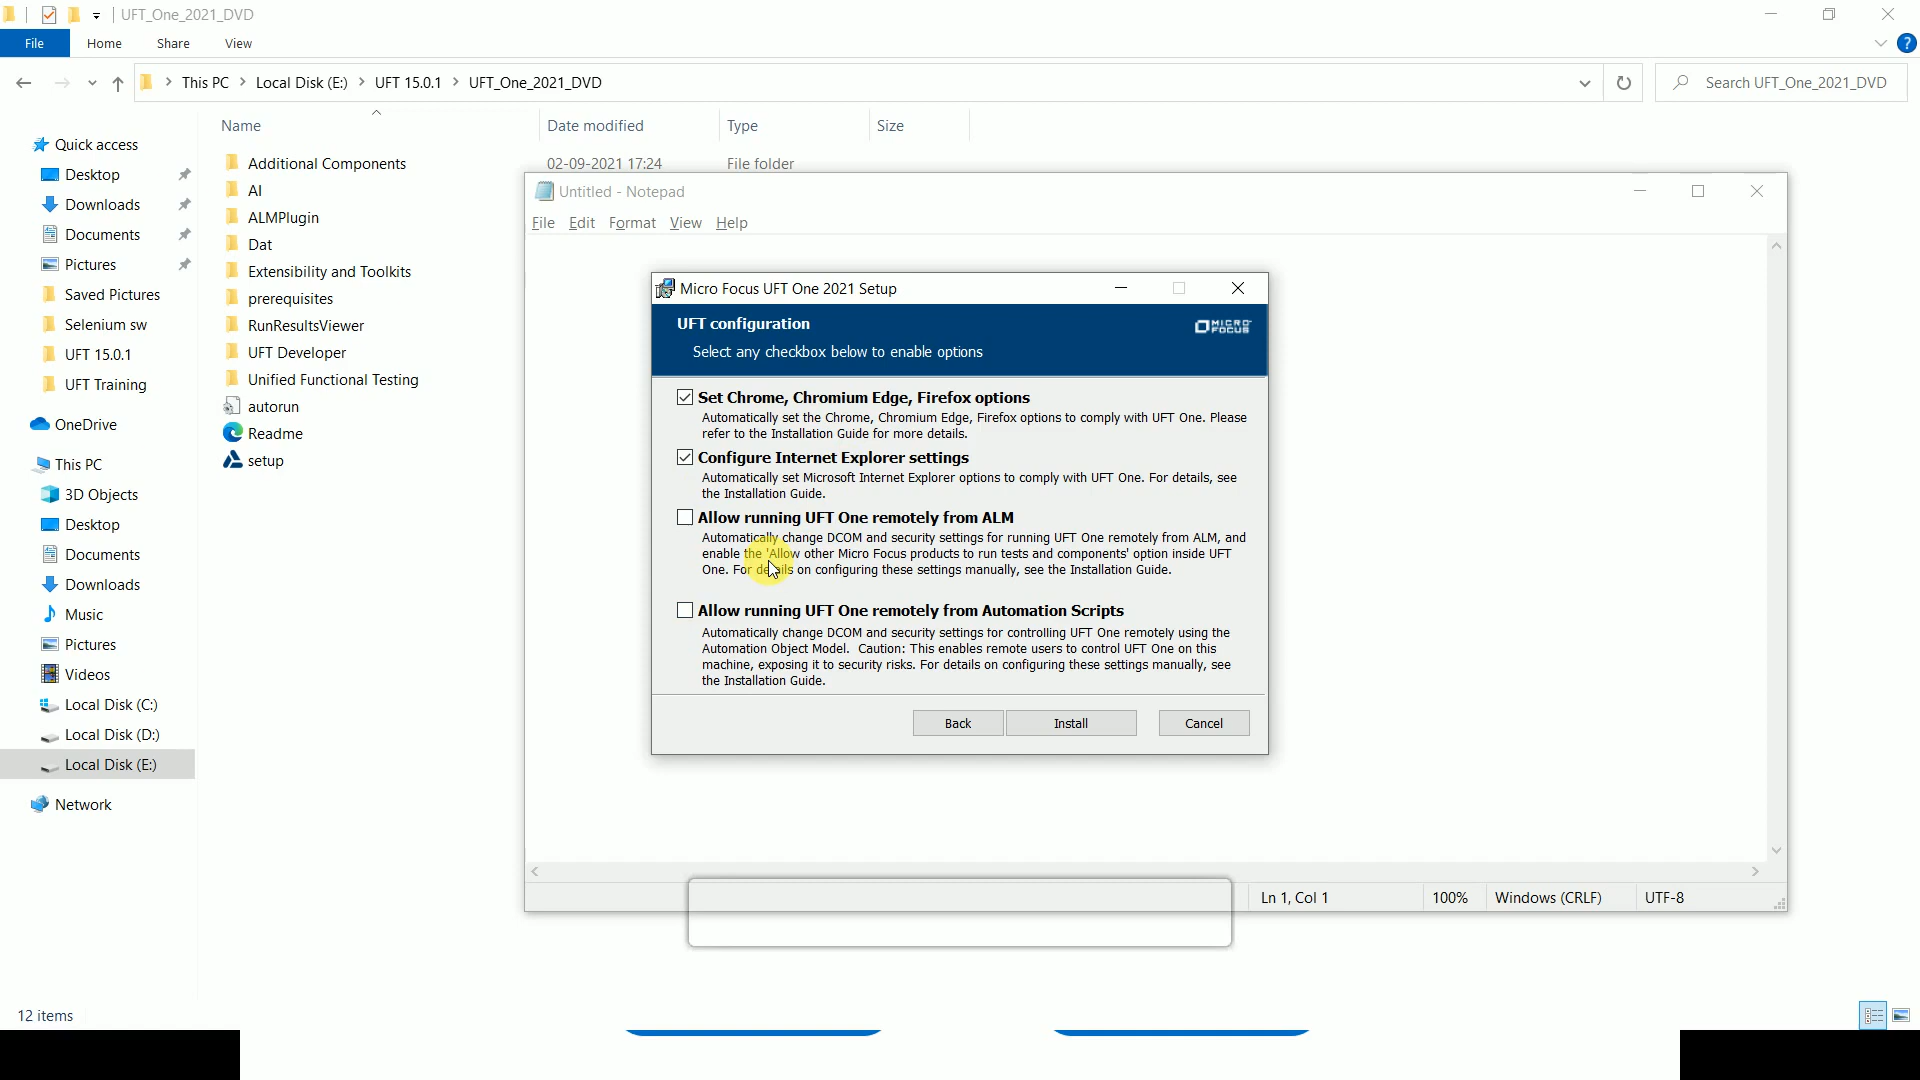 UFT_One_2021_DVD
File Home Share View
This PC Local Disk (E:) UFT 15.0.1 UFT_One_2021_DVD
Search UFT_One_2021_DVD
Name Date modified Type Size
Quick access
Desktop
Downloads
Documents
Pictures
Saved Pictures
Selenium sw
UFT 15.0.1
UFT Training
OneDrive
This PC
3D Objects
Desktop
Documents
Downloads
Music
Pictures
Videos
Local Disk (C:)
Local Disk (D:)
Local Disk (E:)
Network
Additional Components 02-09-2021 17:24 File folder
AI
ALMPlugin
Dat
Extensibility and Toolkits
prerequisites
RunResultsViewer
UFT Developer
Unified Functional Testing
autorun
Readme
setup
Untitled - Notepad
File Edit Format View Help
Micro Focus UFT One 2021 Setup
UFT configuration
MICRO FOCUS
Select any checkbox below to enable options
Set Chrome, Chromium Edge, Firefox options
Automatically set the Chrome, Chromium Edge, Firefox options to comply with UFT One. Please
refer to the Installation Guide for more details.
Configure Internet Explorer settings
Automatically set Microsoft Internet Explorer options to comply with UFT One. For details, see
the Installation Guide.
Allow running UFT One remotely from ALM
Automatically change DCOM and security settings for running UFT One remotely from ALM, and
enable the 'Allow other Micro Focus products to run tests and components' option inside UFT
One. For details on configuring these settings manually, see the Installation Guide.
Allow running UFT One remotely from Automation Scripts
Automatically change DCOM and security settings for controlling UFT One remotely using the
Automation Object Model. Caution: This enables remote users to control UFT One on this
machine, exposing it to security risks. For details on configuring these settings manually, see
the Installation Guide.
Back Install Cancel
Ln 1, Col 1 100% Windows (CRLF) UTF-8
12 items